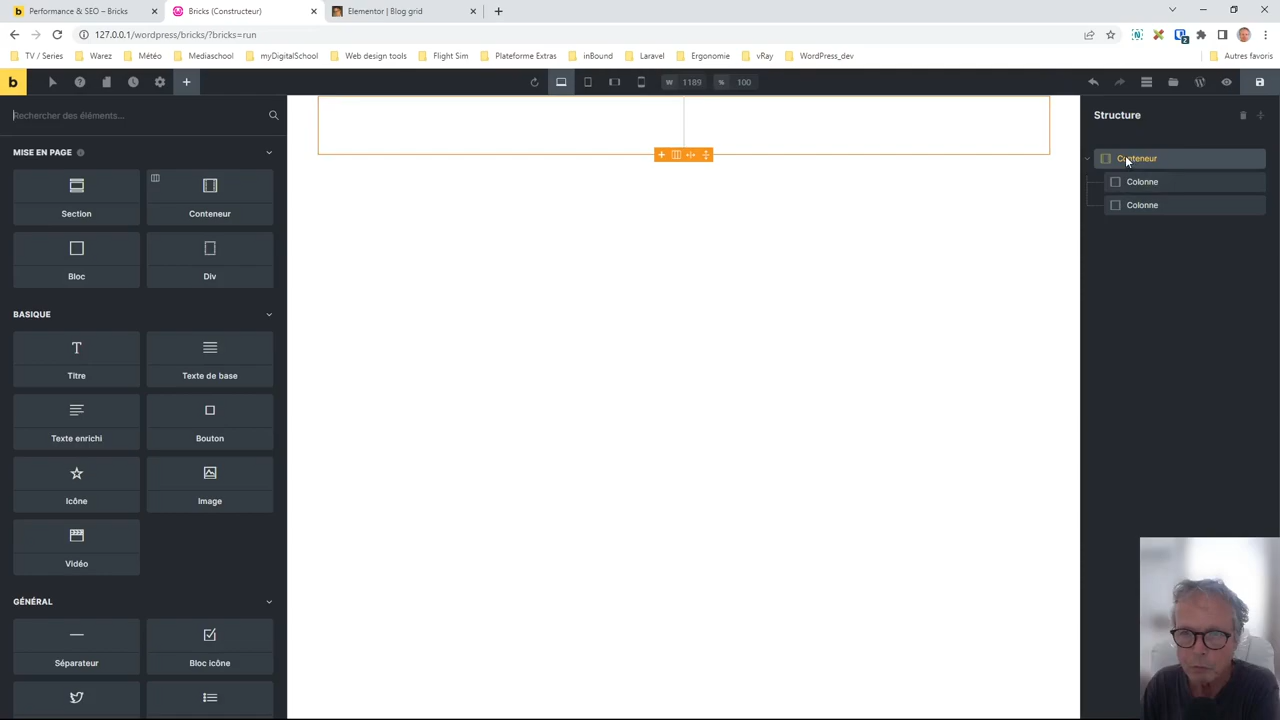 Performance & SEO – Bricks
Bricks (Constructeur)
Elementor | Blog grid
127.0.0.1/wordpress/bricks/?bricks=run
TV / Series
Warez
Météo
Mediaschool
myDigitalSchool
Web design tools
Flight Sim
Plateforme Extras
inBound
Laravel
Ergonomie
vRay
WordPress_dev
Autres favoris
b
W 1189
% 100
Rechercher des éléments...
Structure
MISE EN PAGE
Section
Conteneur
Bloc
Div
BASIQUE
Titre
Texte de base
Texte enrichi
Bouton
Icône
Image
Vidéo
GÉNÉRAL
Séparateur
Bloc icône
Conteneur
Colonne
Colonne